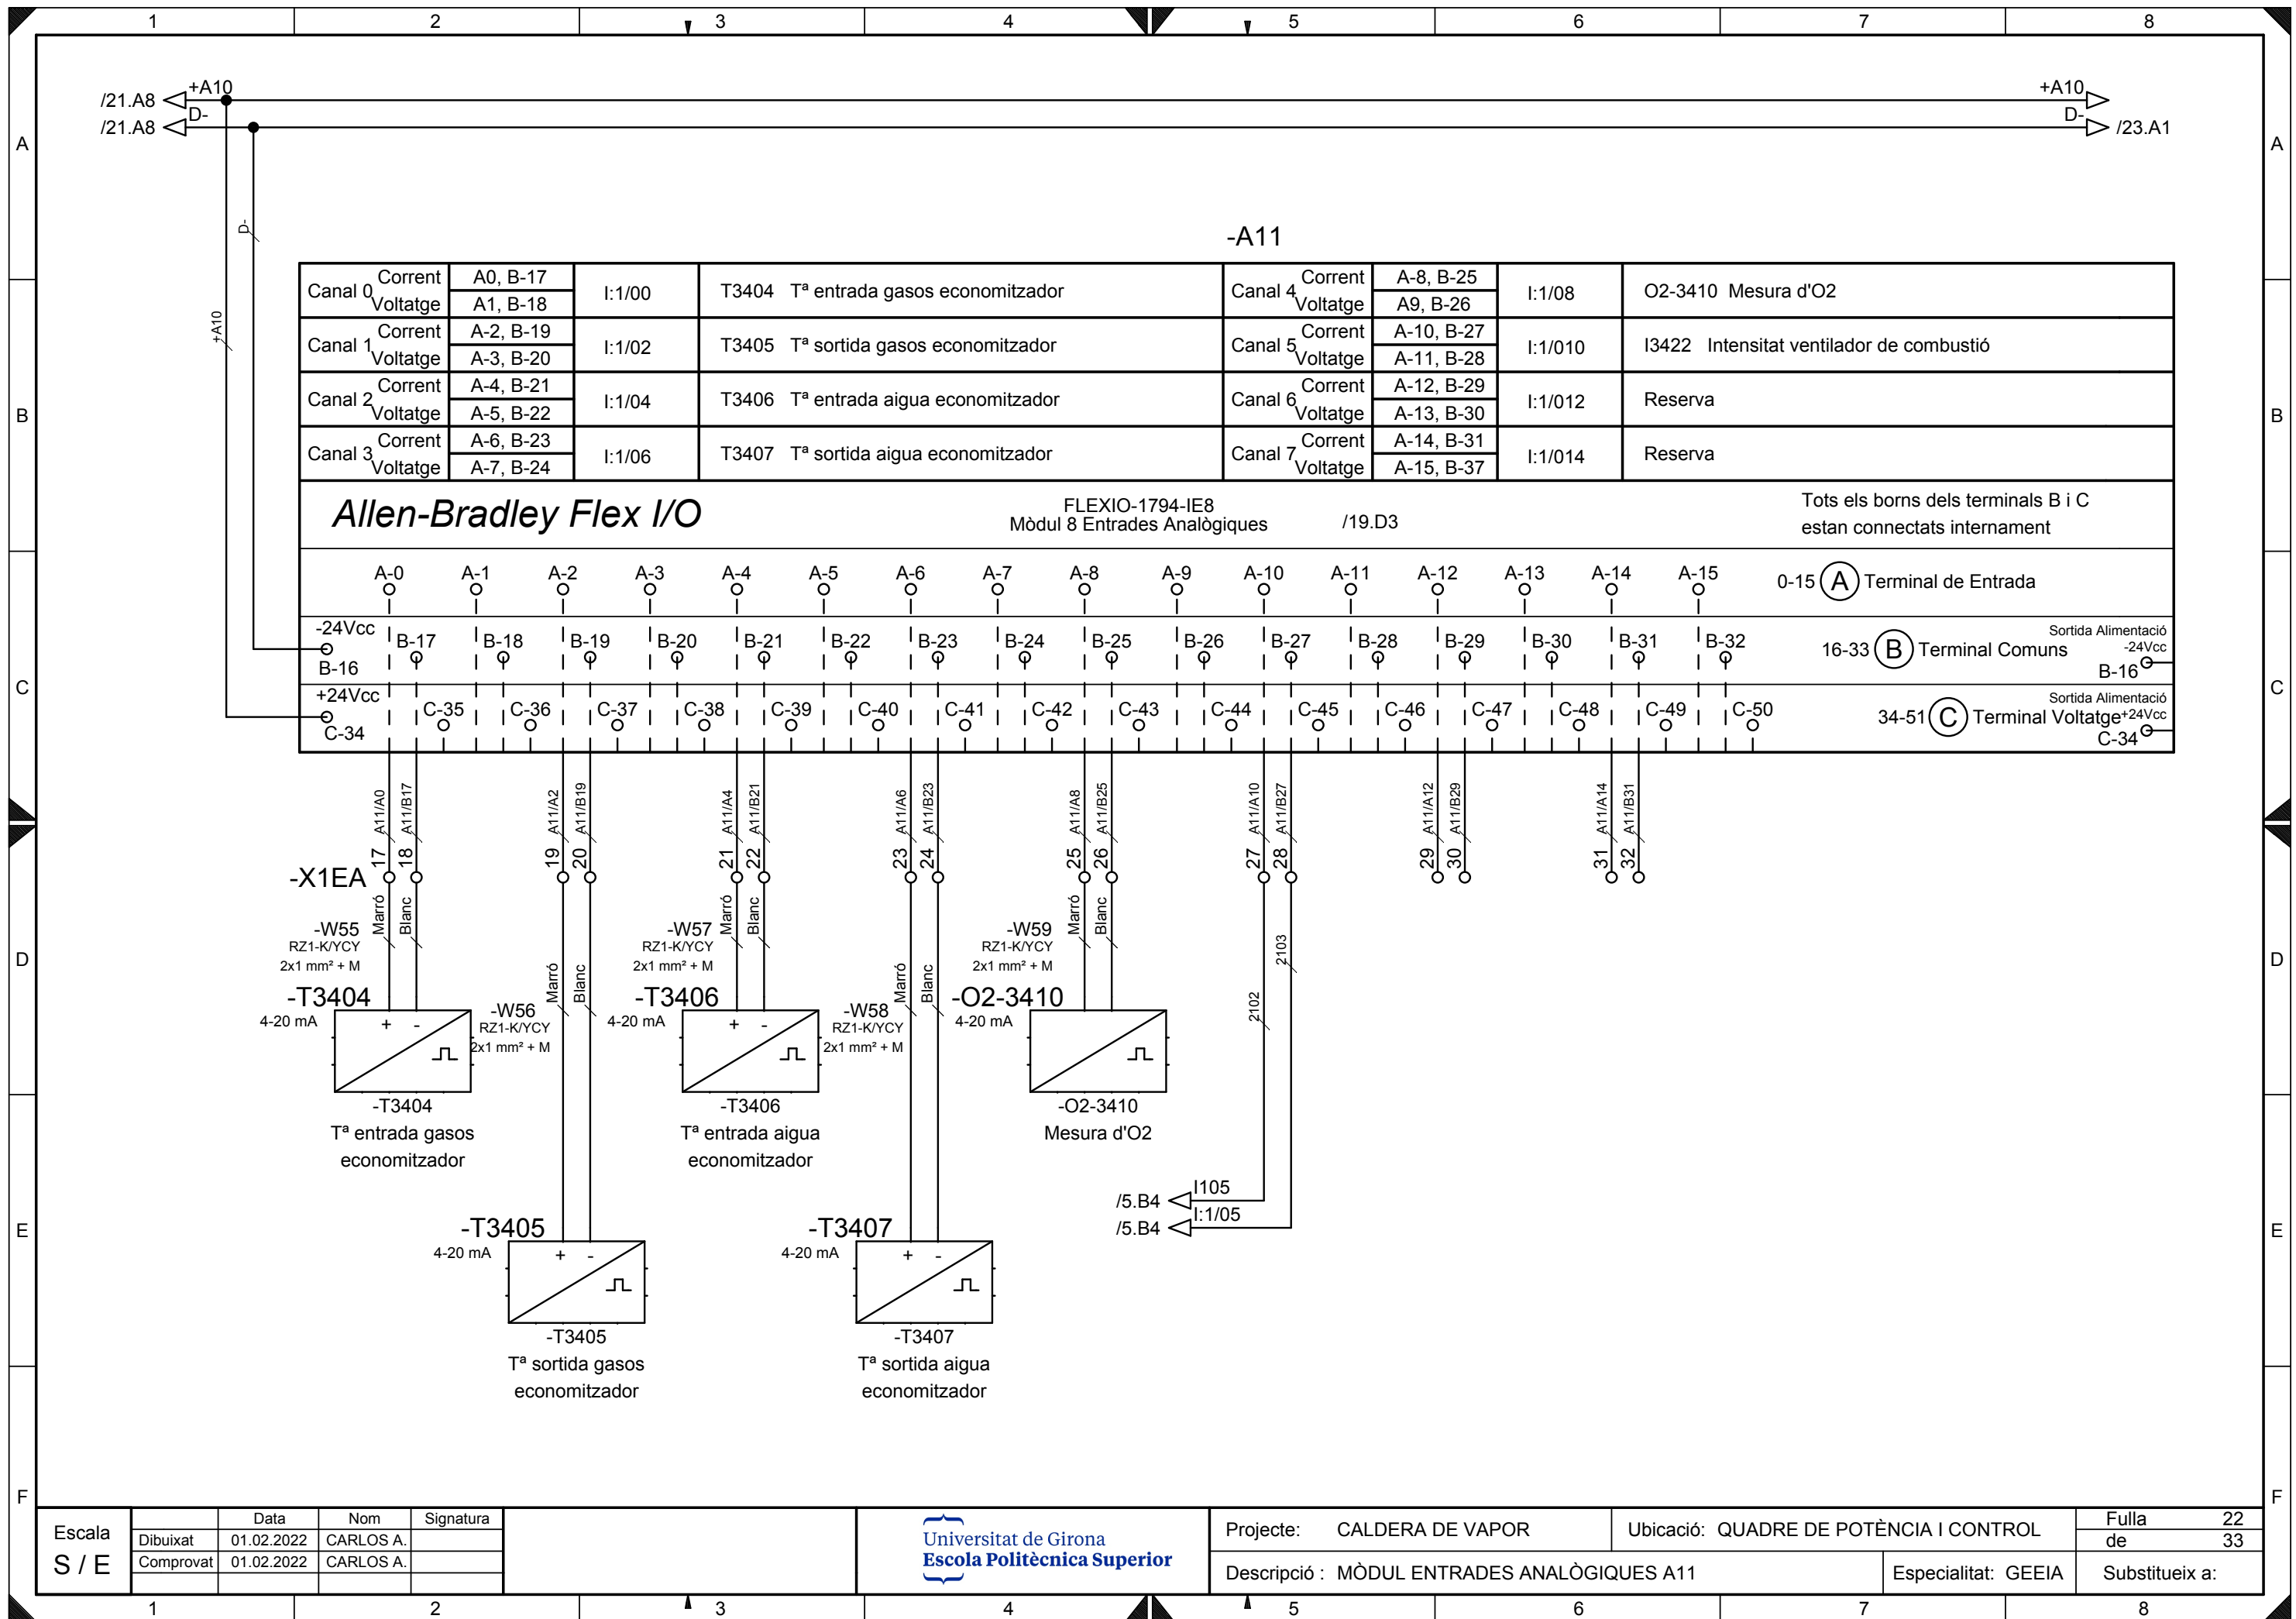 1 2 3 4 5 6 7 8
/21.A8 +A10 +A10
/21.A8 D- D- /23.A1
A A
D-
+A10
-A11
Canal 0 Corrent A0, B-17 I:1/00 T3404 Tª entrada gasos economitzador Canal 4 Corrent A-8, B-25 I:1/08 O2-3410 Mesura d'O2
Voltatge A1, B-18 Voltatge A9, B-26
Canal 1 Corrent A-2, B-19 I:1/02 T3405 Tª sortida gasos economitzador Canal 5 Corrent A-10, B-27 I:1/010 I3422 Intensitat ventilador de combustió
Voltatge A-3, B-20 Voltatge A-11, B-28
Canal 2 Corrent A-4, B-21 I:1/04 T3406 Tª entrada aigua economitzador Canal 6 Corrent A-12, B-29 I:1/012 Reserva
Voltatge A-5, B-22 Voltatge A-13, B-30
B B
Canal 3 Corrent A-6, B-23 I:1/06 T3407 Tª sortida aigua economitzador Canal 7 Corrent A-14, B-31 I:1/014 Reserva
Voltatge A-7, B-24 Voltatge A-15, B-37
Allen-Bradley Flex I/O
FLEXIO-1794-IE8
Mòdul 8 Entrades Analògiques /19.D3
Tots els borns dels terminals B i C
estan connectats internament
A-0 A-1 A-2 A-3 A-4 A-5 A-6 A-7 A-8 A-9 A-10 A-11 A-12 A-13 A-14 A-15
0-15 A Terminal de Entrada
-24Vcc
B-16
B-17 B-18 B-19 B-20 B-21 B-22 B-23 B-24 B-25 B-26 B-27 B-28 B-29 B-30 B-31 B-32
16-33 B Terminal Comuns
Sortida Alimentació
-24Vcc
B-16
C C
+24Vcc
C-34
C-35 C-36 C-37 C-38 C-39 C-40 C-41 C-42 C-43 C-44 C-45 C-46 C-47 C-48 C-49 C-50
34-51 C Terminal Voltatge
Sortida Alimentació
+24Vcc
C-34
A11/A0 A11/B17 A11/A2 A11/B19 A11/A4 A11/B21 A11/A6 A11/B23 A11/A8 A11/B25 A11/A10 A11/B27 A11/A12 A11/B29 A11/A14 A11/B31
-X1EA 17 18 19 20 21 22 23 24 25 26 27 28 29 30 31 32
Marró Blanc Marró Blanc Marró Blanc
-W55 -W57 -W59
RZ1-K/YCY RZ1-K/YCY RZ1-K/YCY
2x1 mm² + M 2x1 mm² + M 2x1 mm² + M
D D
Marró Blanc Marró Blanc
2102 2103
-T3404 -T3406 -O2-3410
4-20 mA 4-20 mA 4-20 mA
-W56 -W58
RZ1-K/YCY RZ1-K/YCY
2x1 mm² + M 2x1 mm² + M
+ - + -
-T3404 -T3406 -O2-3410
Tª entrada gasos Tª entrada aigua Mesura d'O2
economitzador economitzador
/5.B4 I105
/5.B4 I:1/05
E E
-T3405 -T3407
4-20 mA 4-20 mA
+ - + -
-T3405 -T3407
Tª sortida gasos Tª sortida aigua
economitzador economitzador
F F
Escala
S / E
Data Nom Signatura
Dibuixat 01.02.2022 CARLOS A.
Comprovat 01.02.2022 CARLOS A.
Universitat de Girona
Escola Politècnica Superior
Projecte: CALDERA DE VAPOR Ubicació: QUADRE DE POTÈNCIA I CONTROL
Fulla 22
de 33
Descripció : MÒDUL ENTRADES ANALÒGIQUES A11 Especialitat: GEEIA Substitueix a:
1 2 3 4 5 6 7 8